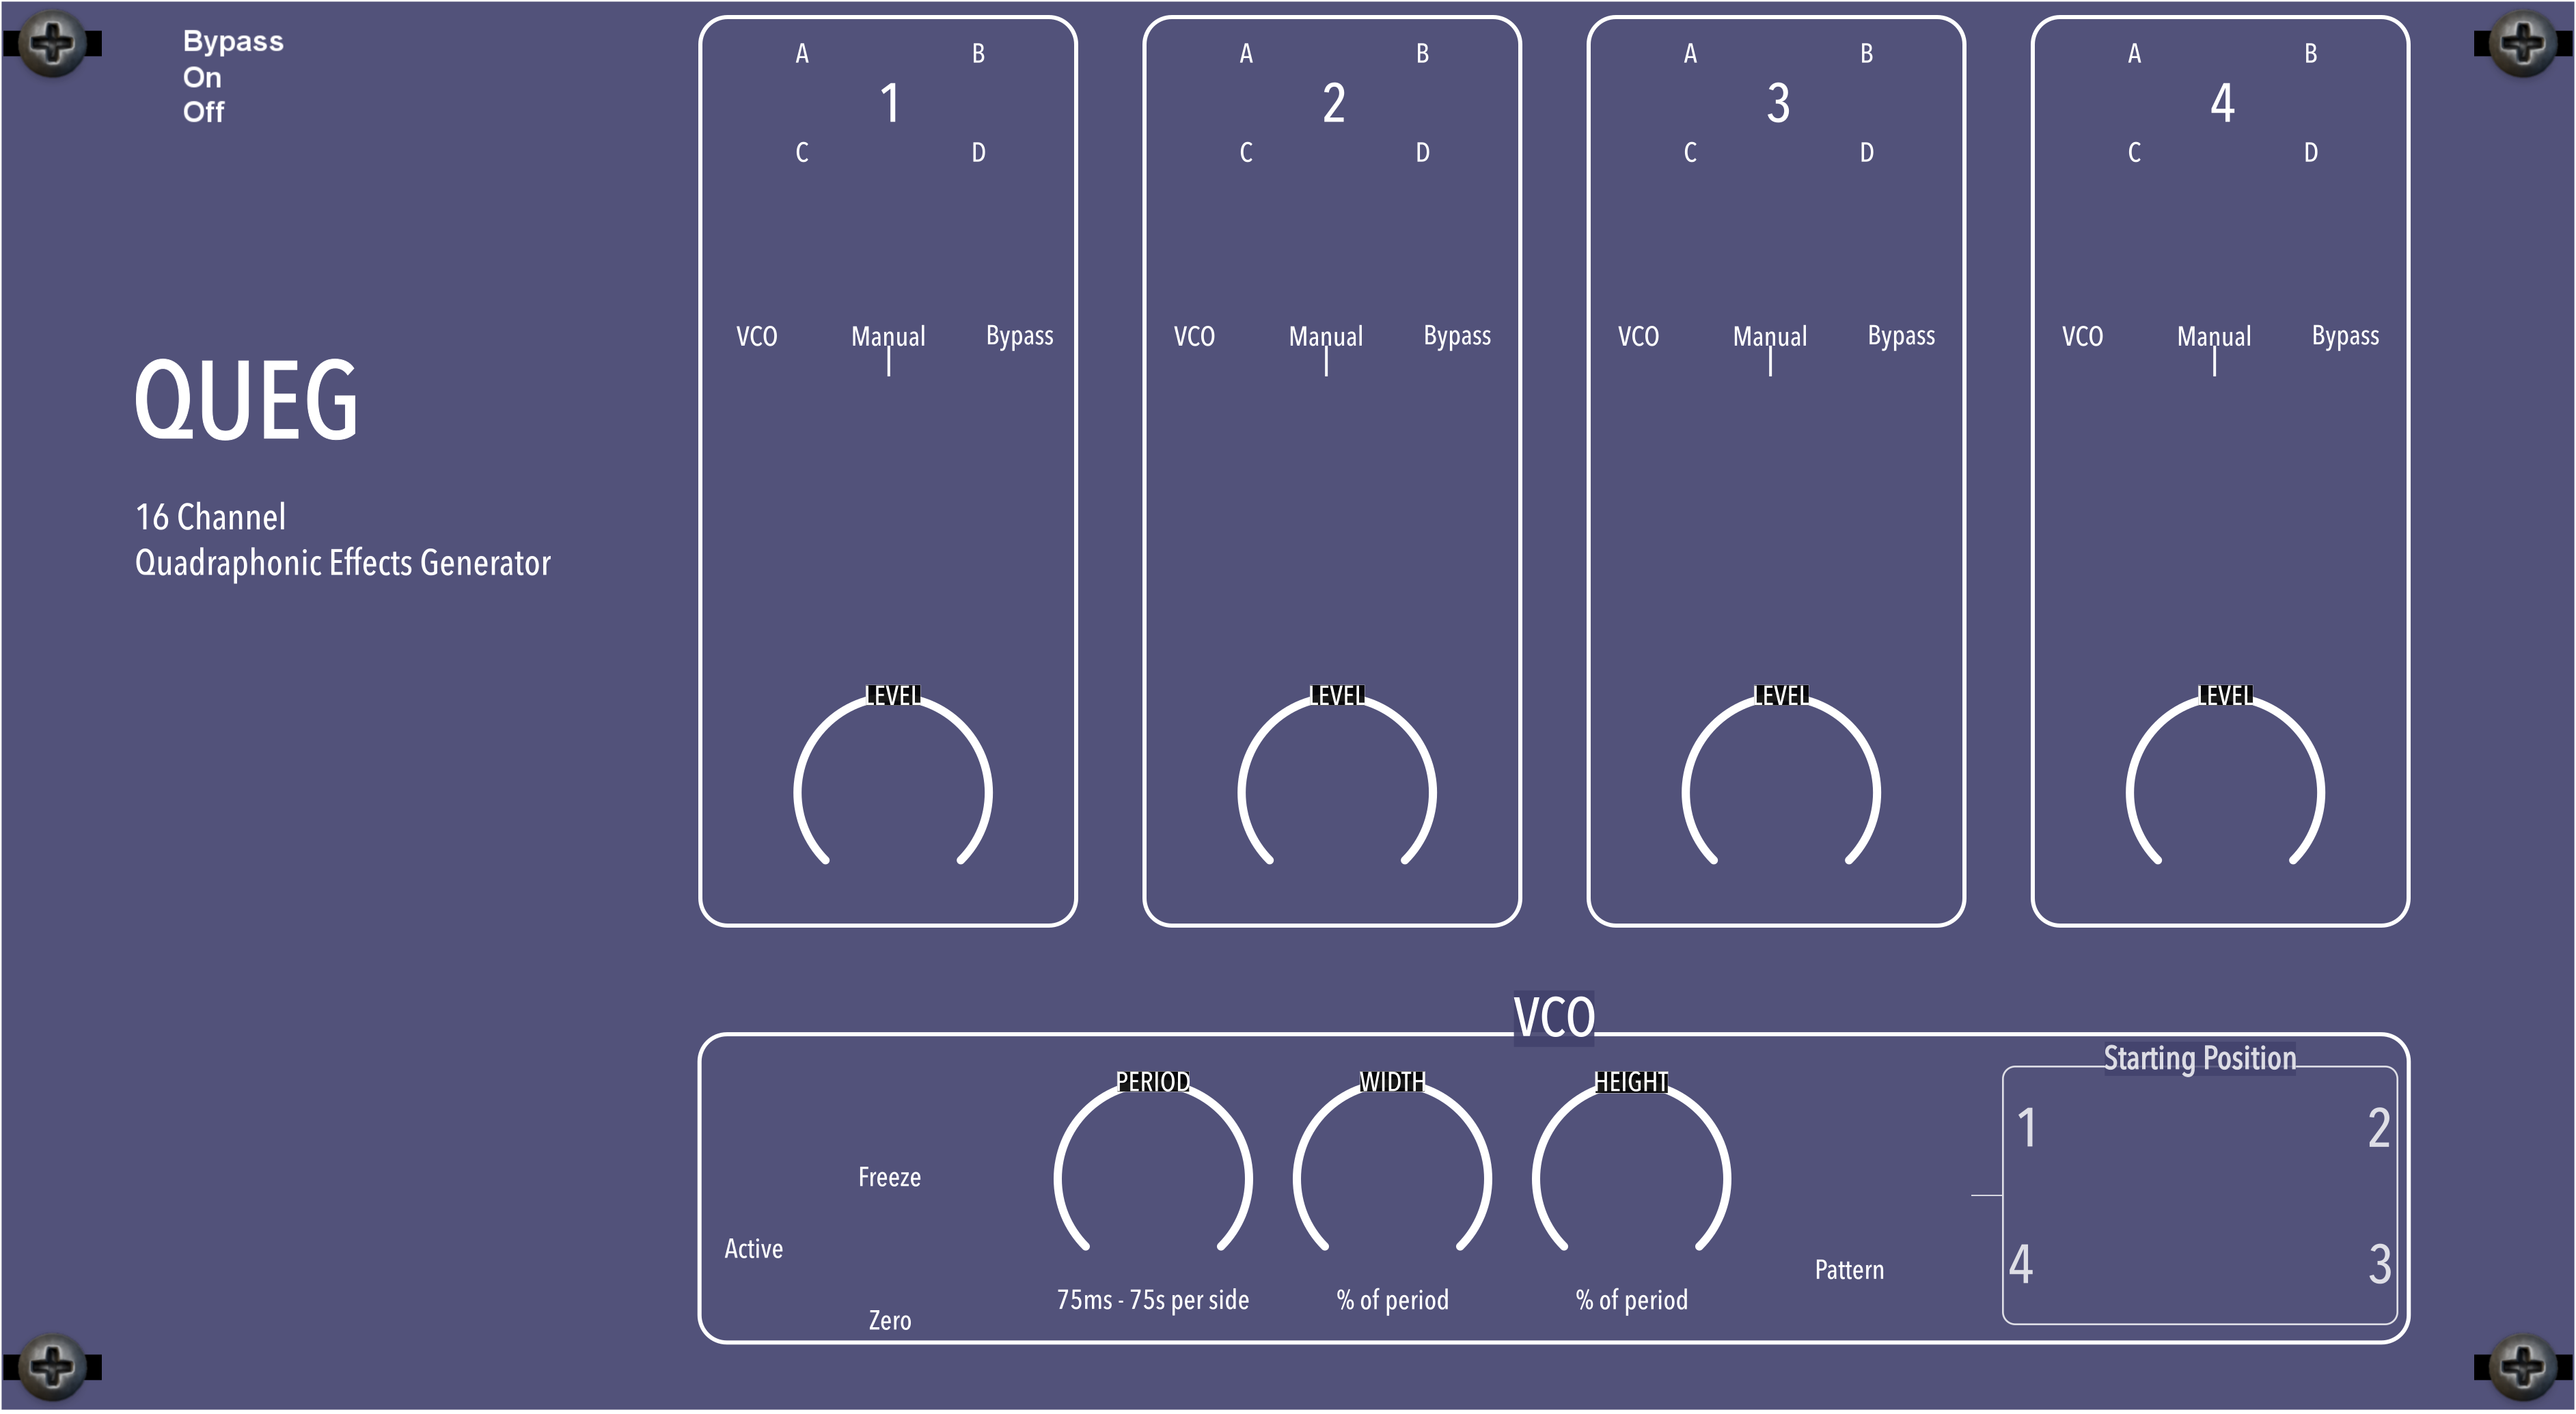 Bypass
On
Off
QUEG
16 Channel
Quadraphonic Effects Generator
A B
1
C D
VCO Manual Bypass
LEVEL
A B
2
C D
VCO Manual Bypass
LEVEL
A B
3
C D
VCO Manual Bypass
LEVEL
A B
4
C D
VCO Manual Bypass
LEVEL
VCO
Freeze
Active
Zero
PERIOD
75ms - 75s per side
WIDTH
% of period
HEIGHT
% of period
Pattern
Starting Position
1 2
4 3